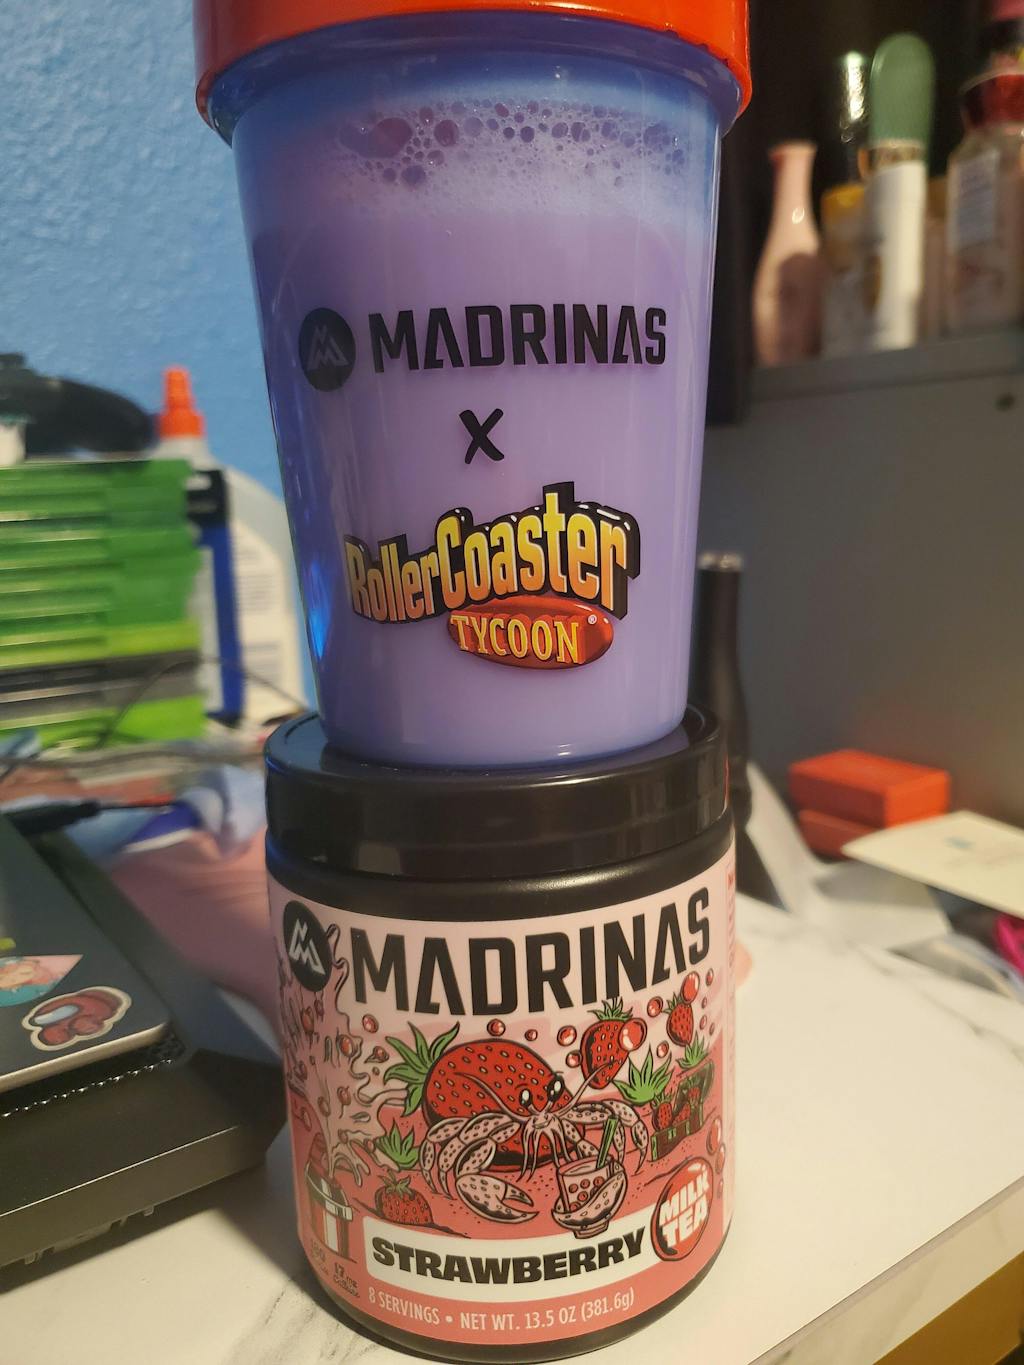 MADRINAS
X
RollerCoaster
TYCOON®
MADRINAS
MILK
TEA
STRAWBERRY
8 SERVINGS • NET WT. 13.5 OZ (381.6g)